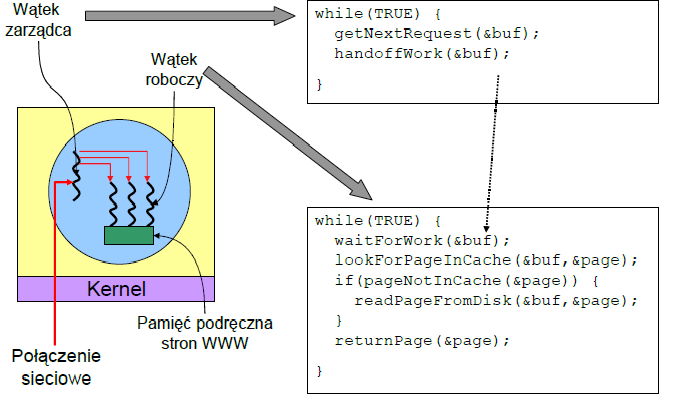 Wątek
zarządca
Wątek
roboczy
Kernel
Pamięć podręczna
stron WWW
Połączenie
sieciowe
while(TRUE) {
getNextRequest(&buf);
handoffWork(&buf);
}
while(TRUE) {
waitForWork(&buf);
lookForPageInCache(&buf,&page);
if(pageNotInCache(&page)) {
readPageFromDisk(&buf,&page);
}
returnPage(&page);
}